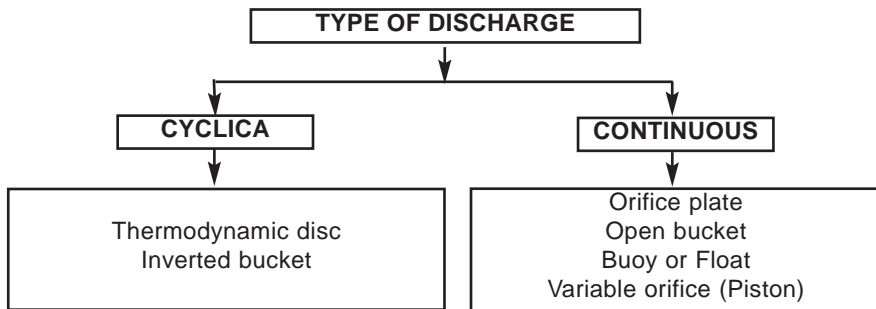 TYPE OF DISCHARGE
CYCLICA
CONTINUOUS
Thermodynamic disc
Inverted bucket
Orifice plate
Open bucket
Buoy or Float
Variable orifice (Piston)